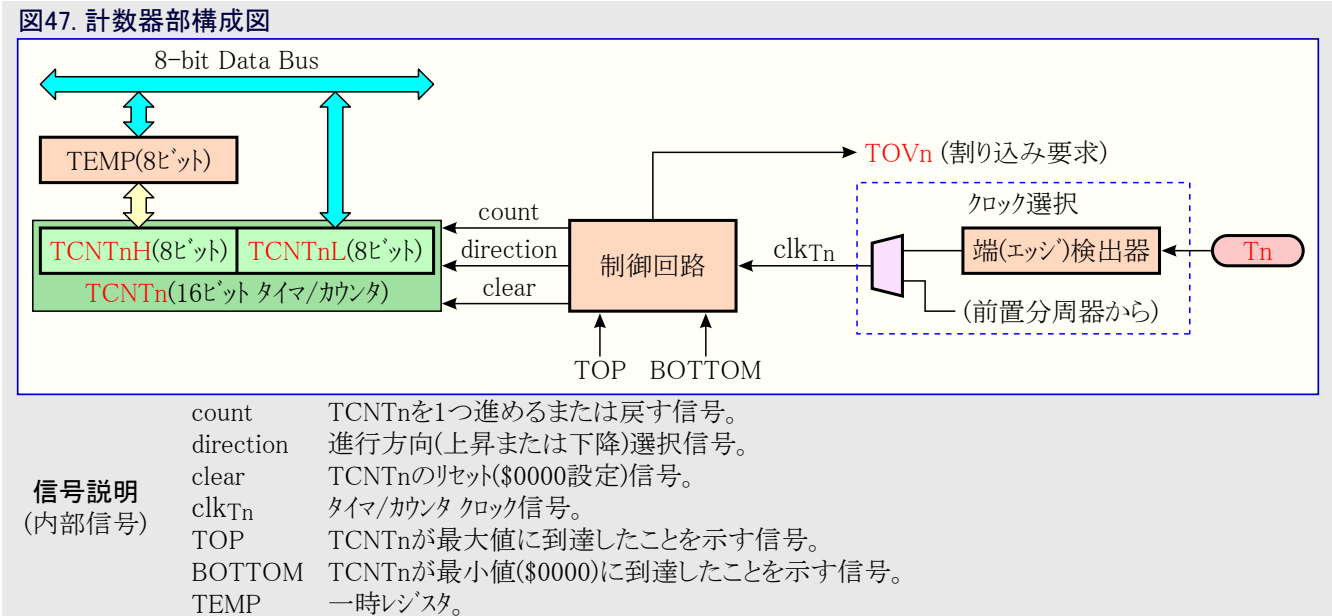 図47. 計数器部構成図
8-bit Data Bus
TEMP(8ﾋﾞｯﾄ)
TOVn (割り込み要求)
ｸﾛｯｸ選択
count
TCNTnH(8ﾋﾞｯﾄ) TCNTnL(8ﾋﾞｯﾄ)
direction
制御回路
clkTn
端(ｴｯｼﾞ)検出器
Tn
TCNTn(16ﾋﾞｯﾄ ﾀｲﾏ/ｶｳﾝﾀ)
clear
(前置分周器から)
TOP BOTTOM
信号説明
(内部信号)
count TCNTnを1つ進めるまたは戻す信号。
direction 進行方向(上昇または下降)選択信号。
clear TCNTnのﾘｾｯﾄ($0000設定)信号。
clkTn ﾀｲﾏ/ｶｳﾝﾀ ｸﾛｯｸ信号。
TOP TCNTnが最大値に到達したことを示す信号。
BOTTOM TCNTnが最小値($0000)に到達したことを示す信号。
TEMP 一時ﾚｼﾞｽﾀ。